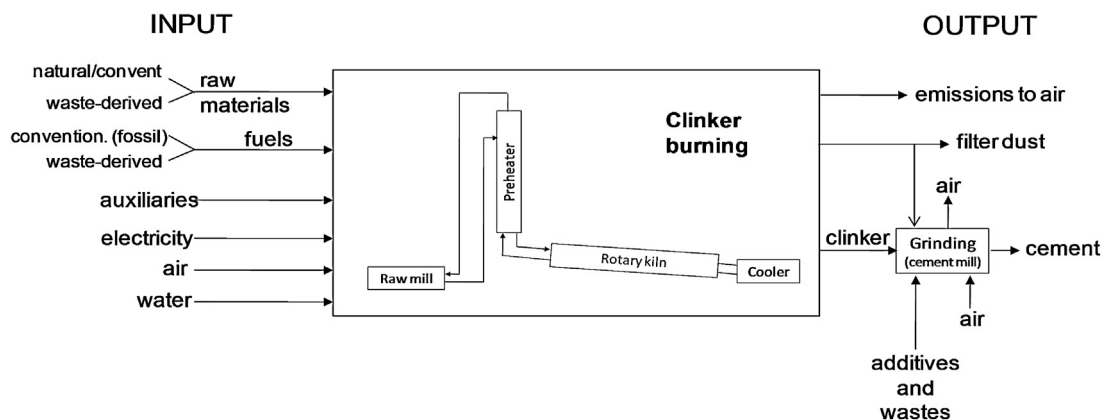 INPUT
OUTPUT
natural/convent
waste-derived
raw
materials
convention. (fossil)
waste-derived
fuels
auxiliaries
electricity
air
water
Clinker
burning
Preheater
Raw mill
Rotary kiln
Cooler
emissions to air
filter dust
air
clinker
Grinding
(cement mill)
cement
air
additives
and
wastes